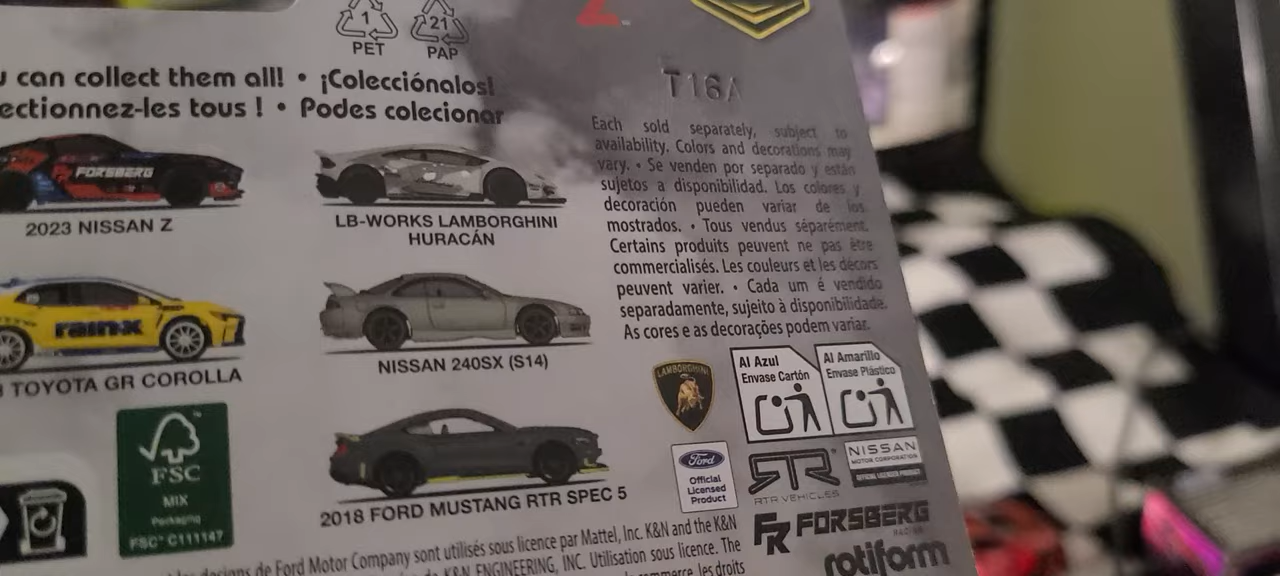 1
PET
21
PAP
can collect them all! • ¡Colecciónalos!
ectionnez-les tous ! • Podes colecionar
T16A
Each sold separately, subject to
availability. Colors and decorations may
vary. • Se venden por separado y están
sujetos a disponibilidad. Los colores y
decoración pueden variar de los
mostrados. • Tous vendus séparément.
Certains produits peuvent ne pas être
commercialisés. Les couleurs et les décors
peuvent varier. • Cada um é vendido
separadamente, sujeito à disponibilidade.
As cores e as decorações podem variar.
FORSBERG
2023 NISSAN Z
LB-WORKS LAMBORGHINI
HURACÁN
rain-x
TOYOTA GR COROLLA
NISSAN 240SX (S14)
2018 FORD MUSTANG RTR SPEC 5
FSC
MIX
Packaging
FSC® C111147
LAMBORGHINI
Al Azul
Envase Cartón
Al Amarillo
Envase Plástico
Ford
Official
Licensed
Product
RTR
RTR VEHICLES
NISSAN
MOTOR CORPORATION
OFFICIAL LICENSED PRODUCT
FR FORSBERG
RACING
rotiform
designs de Ford Motor Company sont utilisés sous licence par Mattel, Inc. K&N and the K&N
K&N ENGINEERING, INC. Utilisation sous licence. The
les droits